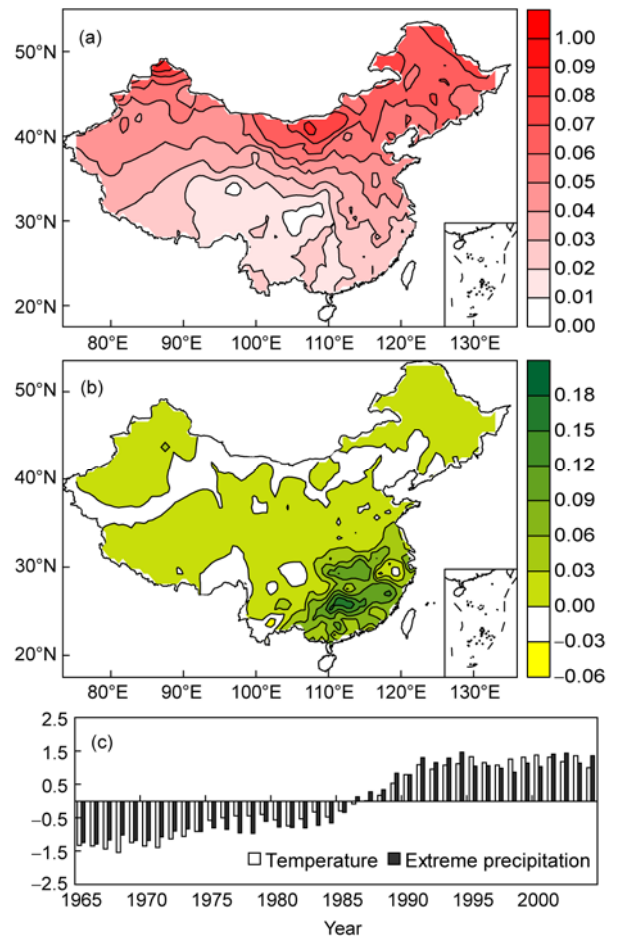 (a)
50°N
40°N
30°N
20°N
80°E 90°E 100°E 110°E 120°E 130°E
1.00
0.09
0.08
0.07
0.06
0.05
0.04
0.03
0.02
0.01
0.00
(b)
50°N
40°N
30°N
20°N
80°E 90°E 100°E 110°E 120°E 130°E
0.18
0.15
0.12
0.09
0.06
0.03
0.00
−0.03
−0.06
(c)
2.5
1.5
0.5
−0.5
−1.5
−2.5
Temperature Extreme precipitation
1965 1970 1975 1980 1985 1990 1995 2000
Year